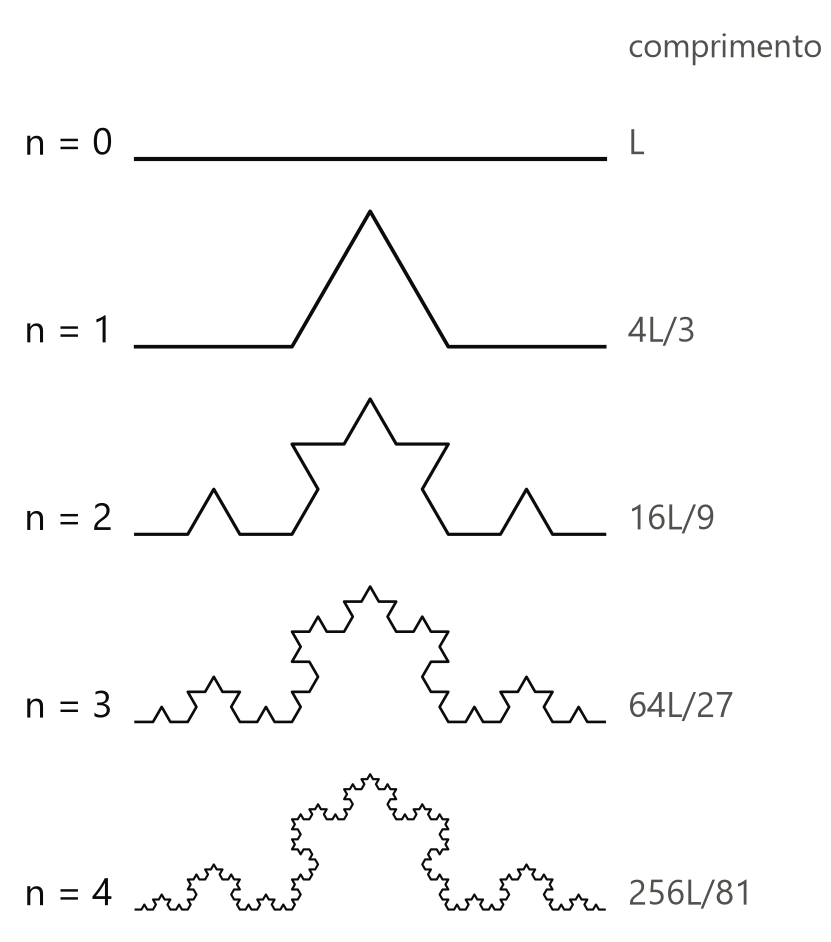 comprimento
n = 0 L
n = 1 4L/3
n = 2 16L/9
n = 3 64L/27
n = 4 256L/81